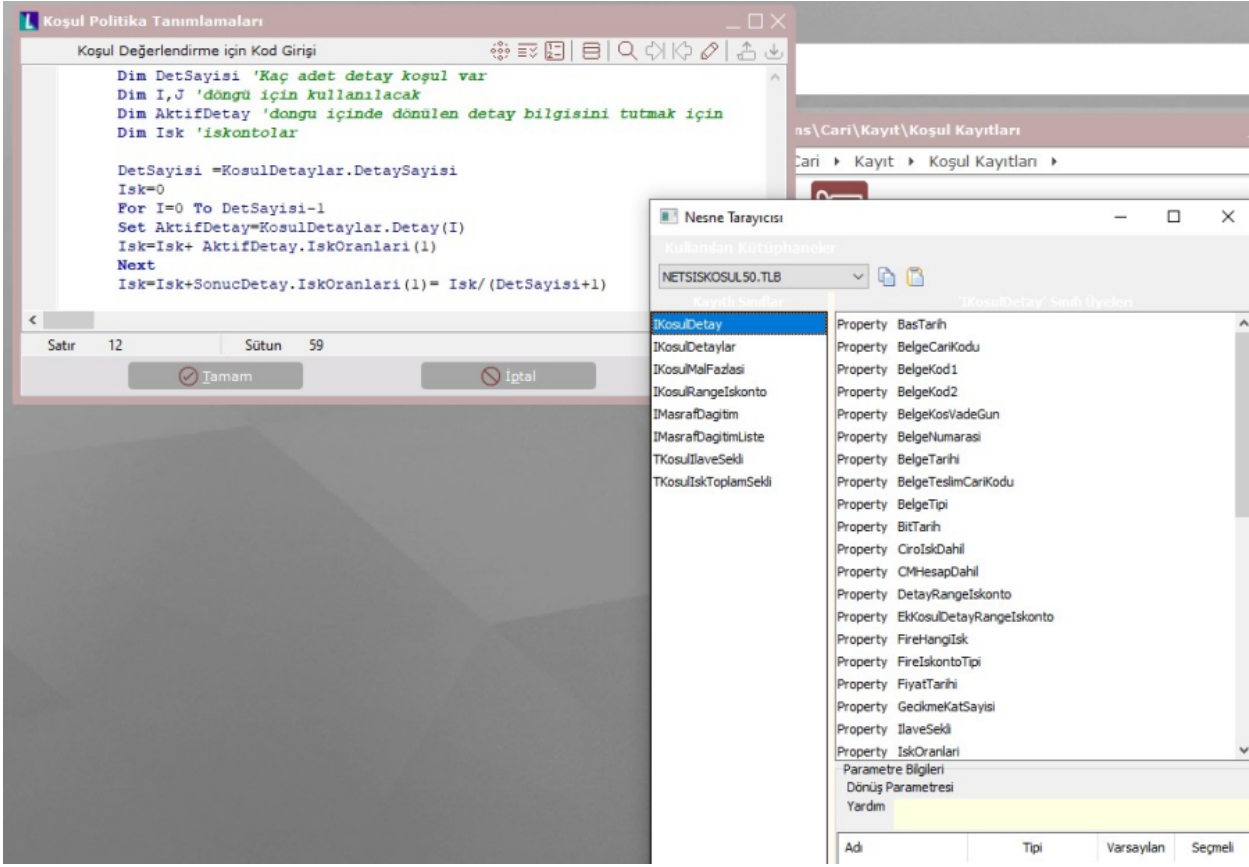 Koşul Politika Tanımlamaları
Koşul Değerlendirme için Kod Girişi
Dim DetSayisi 'Kaç adet detay koşul var
Dim I,J 'döngü için kullanılacak
Dim AktifDetay 'dongu içinde dönülen detay bilgisini tutmak için
Dim Isk 'iskontolar
DetSayisi =KosulDetaylar.DetaySayisi
Isk=0
For I=0 To DetSayisi-1
Set AktifDetay=KosulDetaylar.Detay(I)
Isk=Isk+ AktifDetay.IskOranlari(1)
Next
Isk=Isk+SonucDetay.IskOranlari(1)= Isk/(DetSayisi+1)
Satır 12 Sütun 59
Tamam İptal
ns\Cari\Kayıt\Koşul Kayıtları
Cari Kayıt Koşul Kayıtları
Nesne Tarayıcısı
Kullanılan Kütüphaneler
NETSISKOSUL50.TLB
Kayıtlı Sınıflar
IKosulDetay
IKosulDetaylar
IKosulMalFazlasi
IKosulRangeIskonto
IMasrafDagitim
IMasrafDagitimListe
TKosulIlaveSekli
TKosulIskToplamSekli
'IKosulDetay' Sınıfı Üyeleri
Property BasTarih
Property BelgeCariKodu
Property BelgeKod1
Property BelgeKod2
Property BelgeKosVadeGun
Property BelgeNumarasi
Property BelgeTarihi
Property BelgeTeslimCariKodu
Property BelgeTipi
Property BitTarih
Property CiroIskDahil
Property CMHesapDahil
Property DetayRangeIskonto
Property EkKosulDetayRangeIskonto
Property FireHangiIsk
Property FireIskontoTipi
Property FiyatTarihi
Property GecikmeKatSayisi
Property IlaveSekli
Property IskOranlari
Parametre Bilgileri
Dönüş Parametresi
Yardım
Adı Tipi Varsayılan Seçmeli